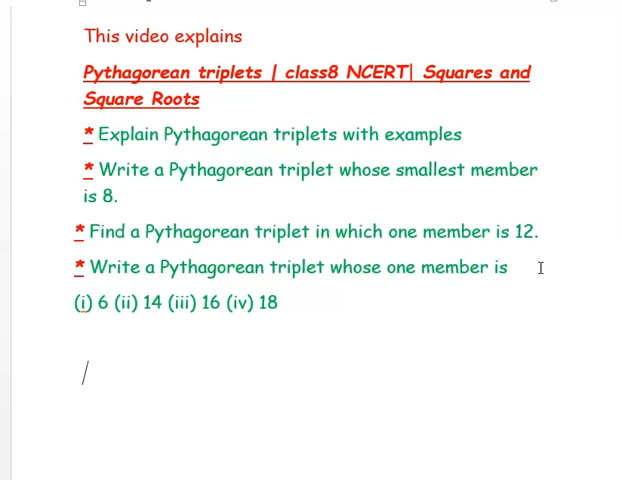 This video explains
Pythagorean triplets | class8 NCERT| Squares and
Square Roots
* Explain Pythagorean triplets with examples
* Write a Pythagorean triplet whose smallest member
is 8.
* Find a Pythagorean triplet in which one member is 12.
* Write a Pythagorean triplet whose one member is
(i) 6 (ii) 14 (iii) 16 (iv) 18
/